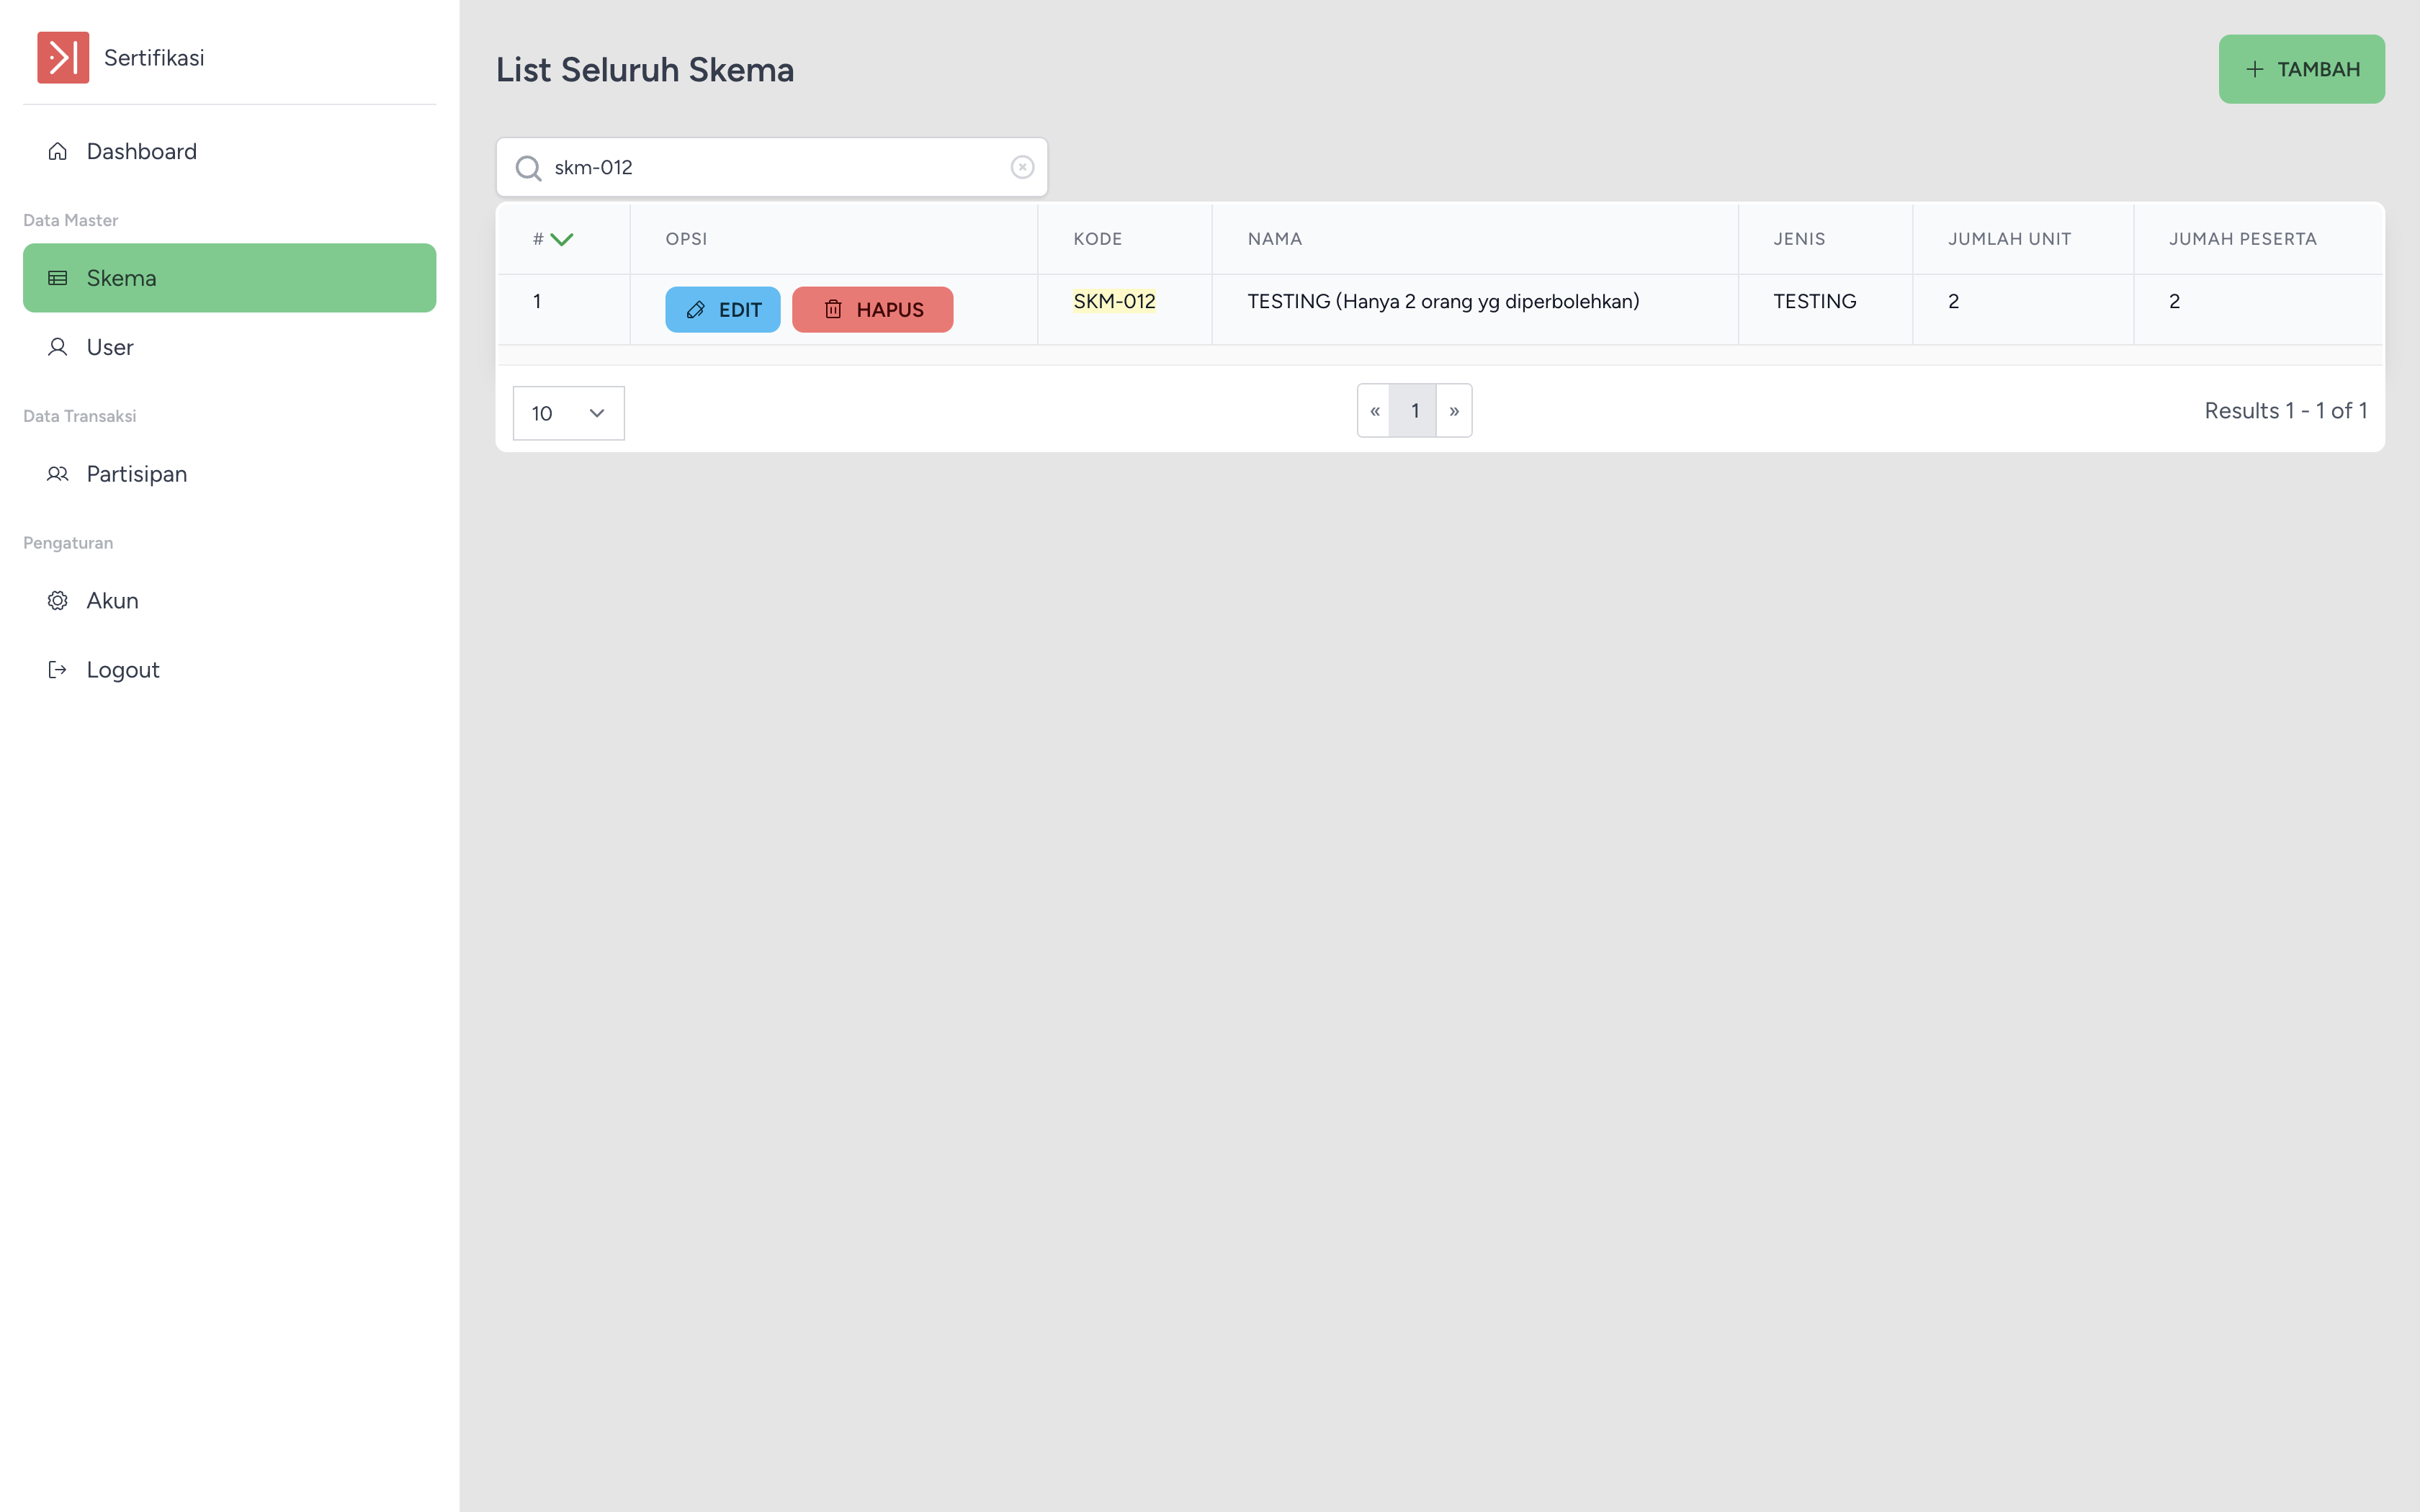 Sertifikasi
Dashboard
Data Master
Skema
User
Data Transaksi
Partisipan
Pengaturan
Akun
Logout
List Seluruh Skema
TAMBAH
skm-012
# OPSI KODE NAMA JENIS JUMLAH UNIT JUMAH PESERTA
1 EDIT HAPUS SKM-012 TESTING (Hanya 2 orang yg diperbolehkan) TESTING 2 2
10 « 1 » Results 1 - 1 of 1